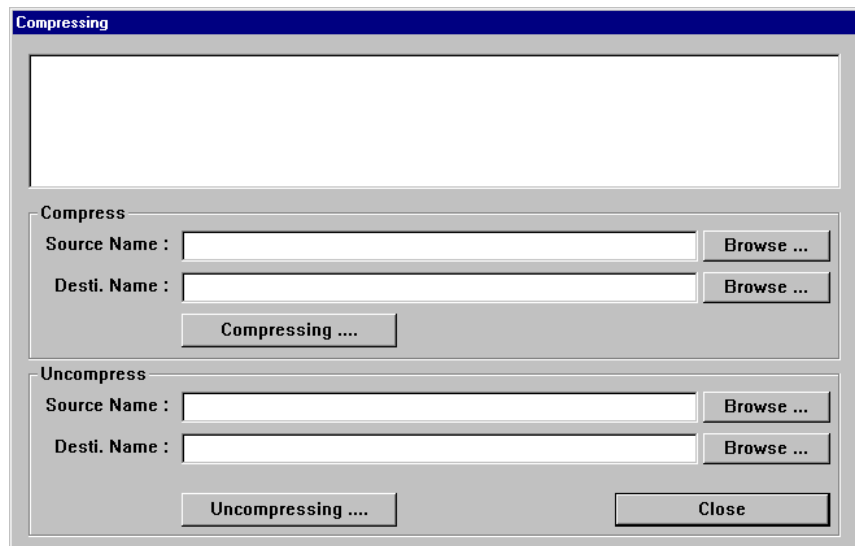 Compressing
Compress
Source Name : Browse ...
Desti. Name : Browse ...
Compressing ....
Uncompress
Source Name : Browse ...
Desti. Name : Browse ...
Uncompressing .... Close